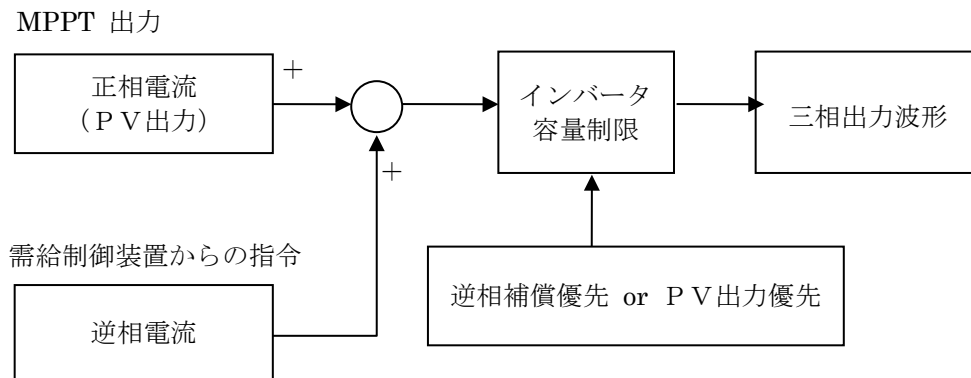 MPPT 出力
正相電流
（ＰＶ出力）
＋
インバータ
容量制限
三相出力波形
＋
需給制御装置からの指令
逆相電流
逆相補償優先 or ＰＶ出力優先